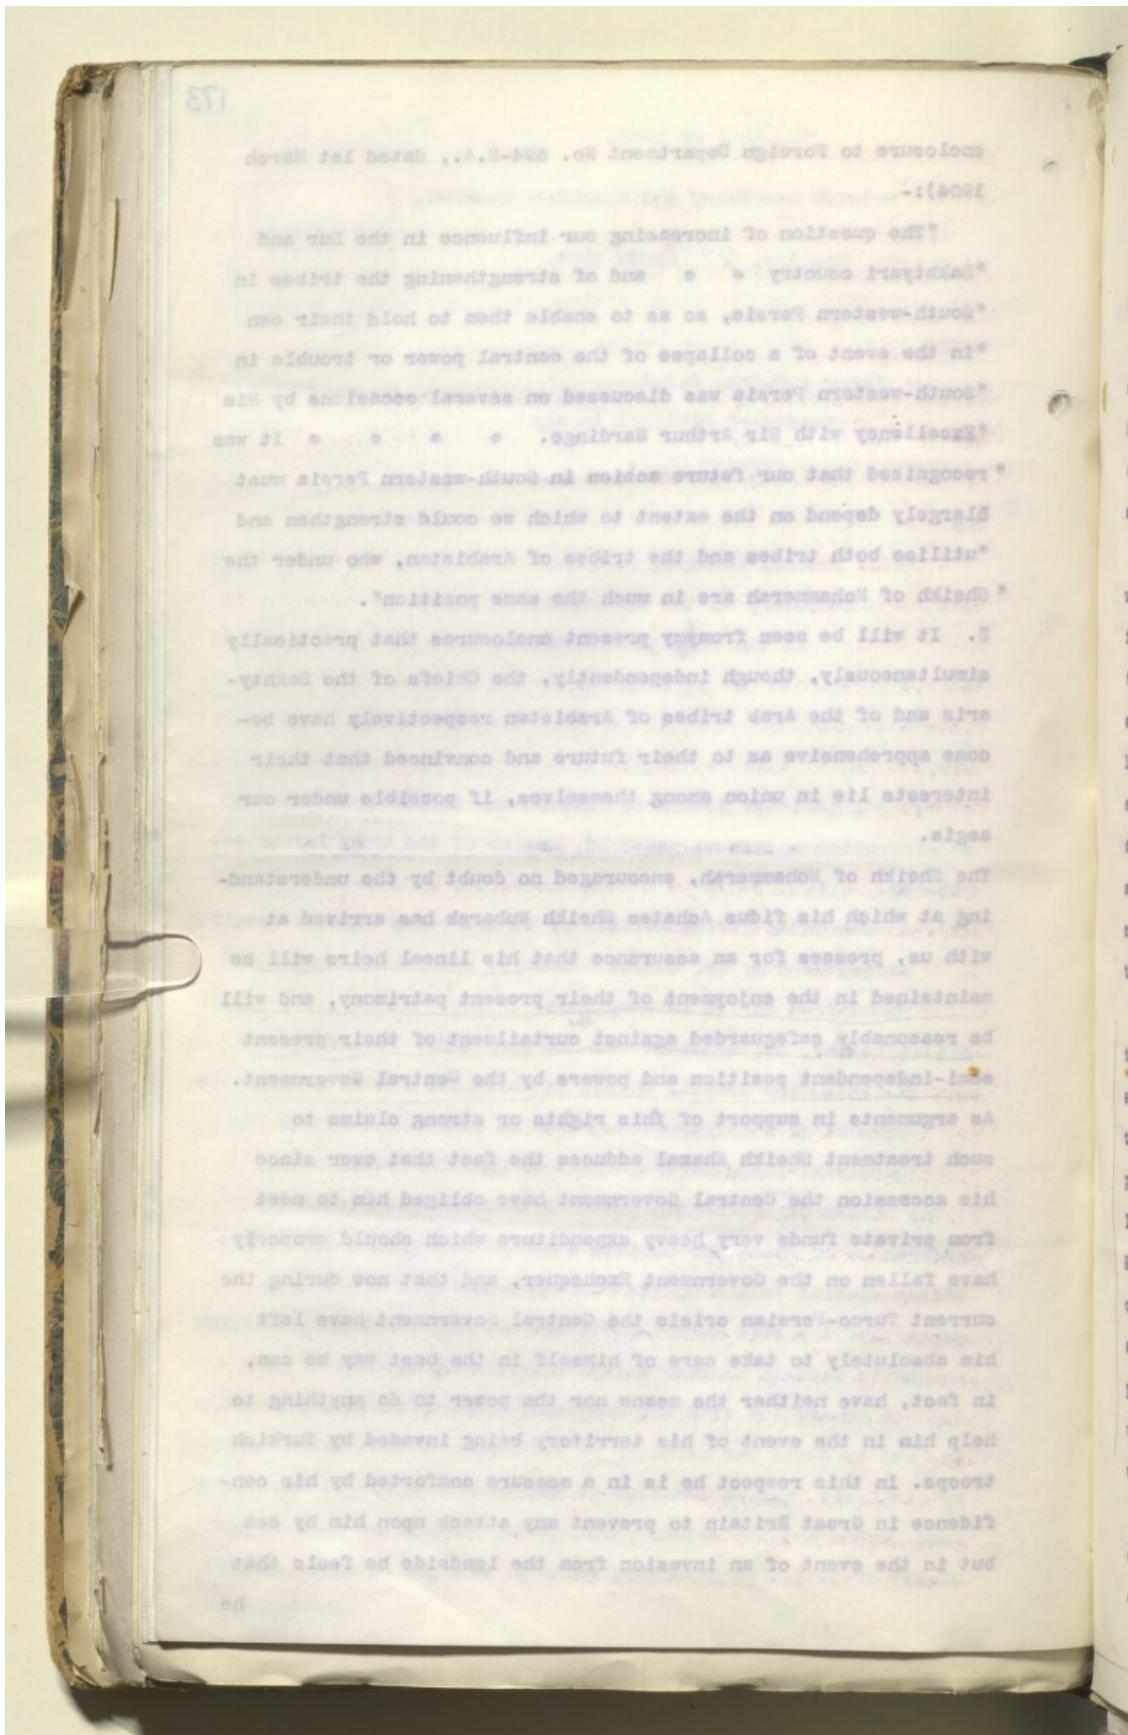 173
enclosure to Foreign Department No. 694-E.A., dated 1st March
1904):-
"The question of increasing our influence in the Lur and
"Bakhtyari country * * and of strengthening the tribes in
"South-western Persia, so as to enable them to hold their own
"in the event of a collapse of the central power or trouble in
"South-western Persia was discussed on several occasions by His
"Excellency with Sir Arthur Hardinge. * * * * It was
"recognised that our future action in South-western Persia must
"largely depend on the extent to which we could strengthen and
"utilise both tribes and the tribes of Arabistan, who under the
"Sheikh of Mohammerah are in much the same position".
It will be seen from my present enclosures that practically
simultaneously, though independently, the Chiefs of the Bakhty-
aris and of the Arab tribes of Arabistan respectively have be-
come apprehensive as to their future and convinced that their
interests lie in union among themselves, if possible under our
aegis.
The Sheikh of Mohammerah, encouraged no doubt by the understand-
ing at which his fidus Achates Sheikh Mubarek has arrived at
with us, presses for an assurance that his lineal heirs will be
maintained in the enjoyment of their present patrimony, and will
be reasonably safeguarded against the curtailment of their present
semi-independent position and powers by the Central Government.
As arguments in support of his rights or strong claims to
such treatment Sheikh Khazal adduces the fact that ever since
his accession the Central Government have obliged him to meet
from private funds very heavy expenditure which should properly
have fallen on the Government Exchequer, and that now during the
current Turco-Persian crisis the Central Government have left
him absolutely to take care of himself in the best way he can,
in fact, have neither the means nor the power to do anything to
help him in the event of his territory being invaded by Turkish
troops. In this respect he is in a measure comforted by his con-
fidence in Great Britain to prevent any attack upon him by sea
but in the event of an invasion from the landside he feels that
he